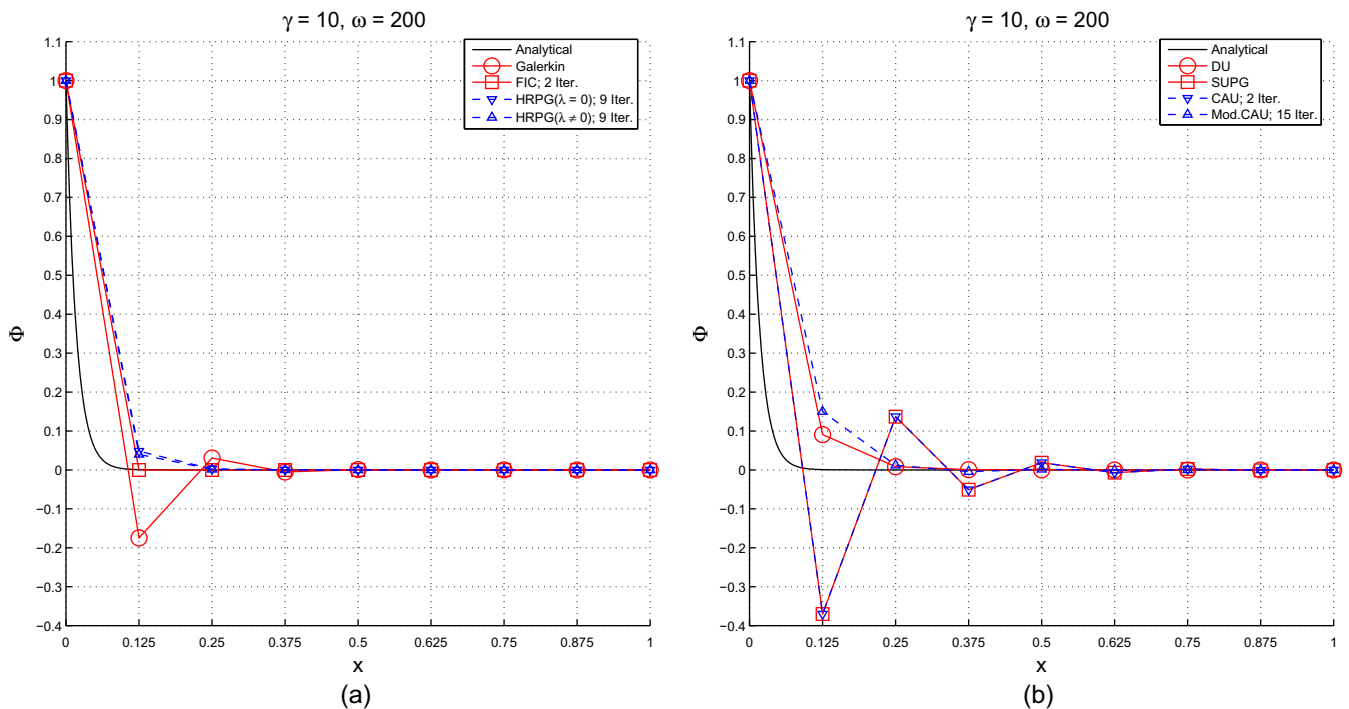 γ = 10, ω = 200
1.1
1
0.9
0.8
0.7
0.6
0.5
0.4
0.3
0.2
0.1
0
−0.1
−0.2
−0.3
−0.4
Φ
Analytical
Galerkin
FIC; 2 Iter.
HRPG(λ = 0); 9 Iter.
HRPG(λ ≠ 0); 9 Iter.
0 0.125 0.25 0.375 0.5 0.625 0.75 0.875 1
x
(a)
γ = 10, ω = 200
1.1
1
0.9
0.8
0.7
0.6
0.5
0.4
0.3
0.2
0.1
0
−0.1
−0.2
−0.3
−0.4
Φ
Analytical
DU
SUPG
CAU; 2 Iter.
Mod.CAU; 15 Iter.
0 0.125 0.25 0.375 0.5 0.625 0.75 0.875 1
x
(b)